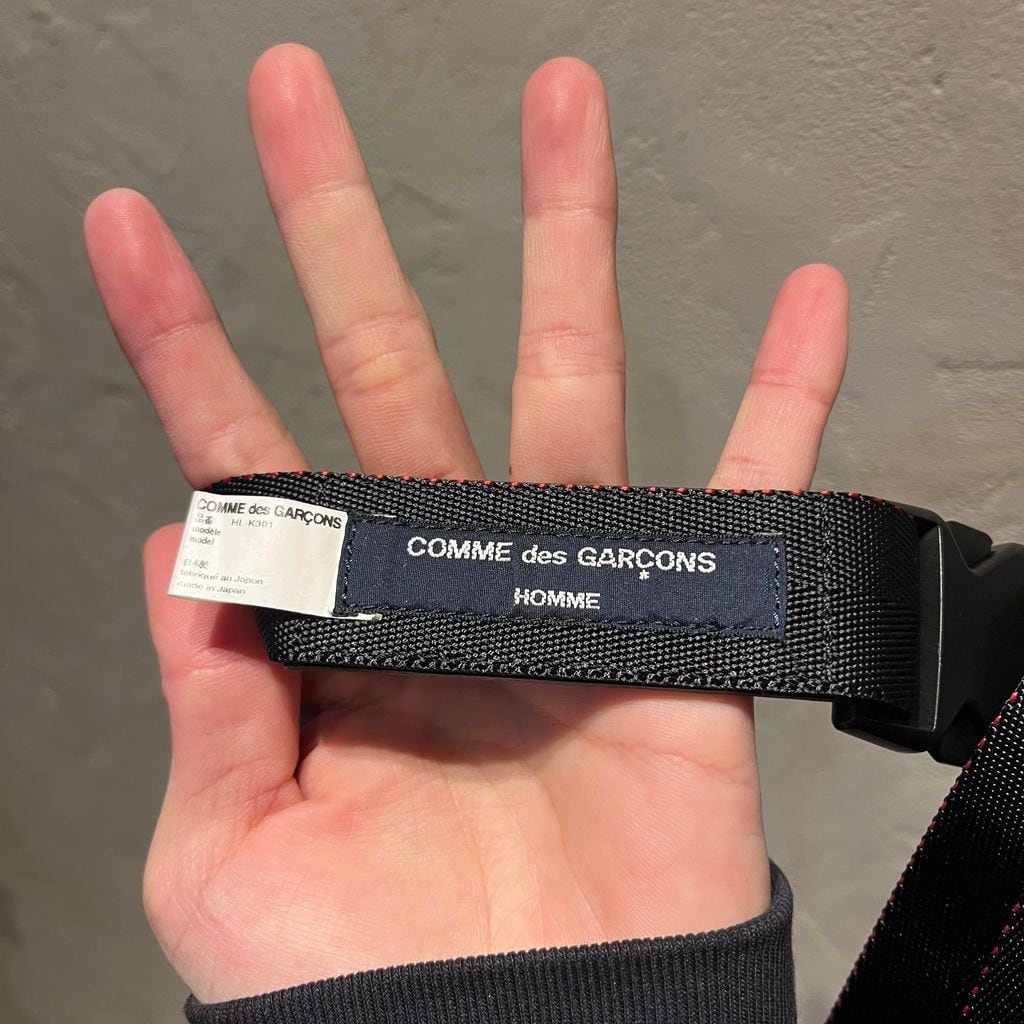 COMME des GARÇONS
品番 HL-K301
modèle
model
日本製
fabriqué au Japon
made in Japan
COMME des GARÇONS
*
HOMME